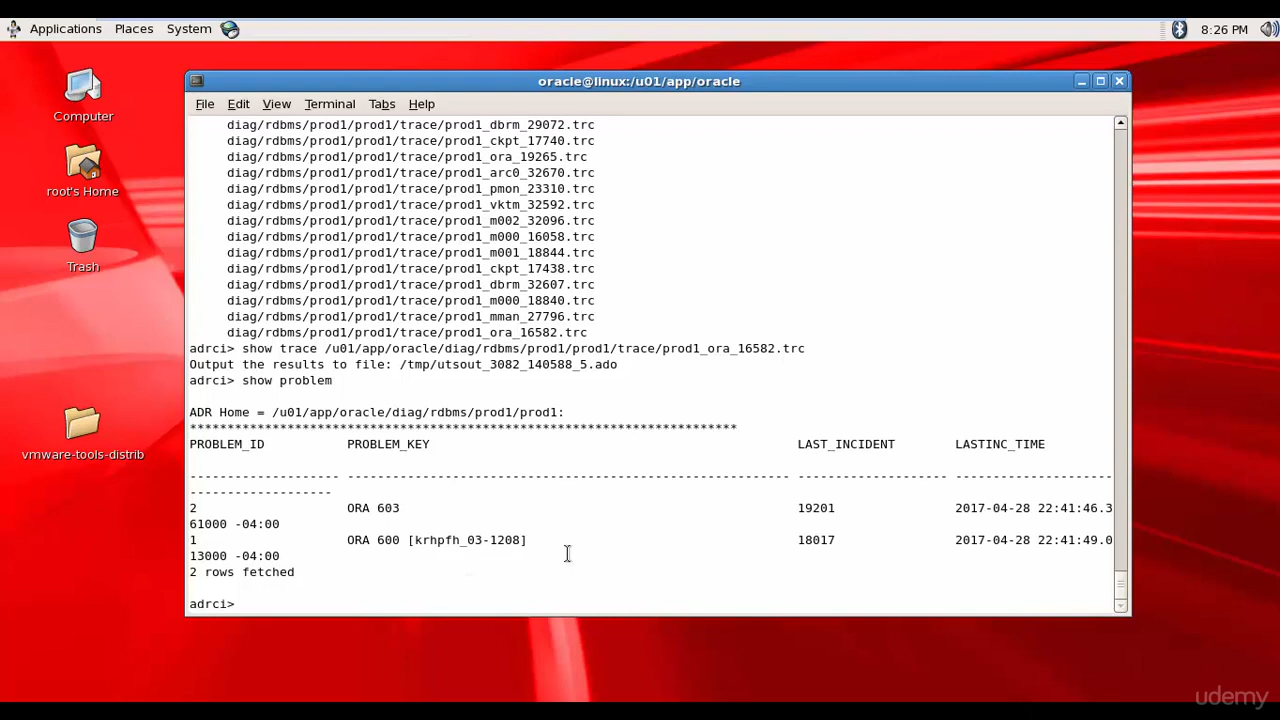 Applications Places System
8:26 PM
Computer
root's Home
Trash
vmware-tools-distrib
oracle@linux:/u01/app/oracle
File Edit View Terminal Tabs Help
diag/rdbms/prod1/prod1/trace/prod1_dbrm_29072.trc
diag/rdbms/prod1/prod1/trace/prod1_ckpt_17740.trc
diag/rdbms/prod1/prod1/trace/prod1_ora_19265.trc
diag/rdbms/prod1/prod1/trace/prod1_arc0_32670.trc
diag/rdbms/prod1/prod1/trace/prod1_pmon_23310.trc
diag/rdbms/prod1/prod1/trace/prod1_vktm_32592.trc
diag/rdbms/prod1/prod1/trace/prod1_m002_32096.trc
diag/rdbms/prod1/prod1/trace/prod1_m000_16058.trc
diag/rdbms/prod1/prod1/trace/prod1_m001_18844.trc
diag/rdbms/prod1/prod1/trace/prod1_ckpt_17438.trc
diag/rdbms/prod1/prod1/trace/prod1_dbrm_32607.trc
diag/rdbms/prod1/prod1/trace/prod1_m000_18840.trc
diag/rdbms/prod1/prod1/trace/prod1_mman_27796.trc
diag/rdbms/prod1/prod1/trace/prod1_ora_16582.trc
adrci> show trace /u01/app/oracle/diag/rdbms/prod1/prod1/trace/prod1_ora_16582.trc
Output the results to file: /tmp/utsout_3082_140588_5.ado
adrci> show problem
ADR Home = /u01/app/oracle/diag/rdbms/prod1/prod1:
*************************************************************************
PROBLEM_ID PROBLEM_KEY LAST_INCIDENT LASTINC_TIME
-------------------- ----------------------------------------------------------- -------------------- ---------------------
-------------------
2 ORA 603 19201 2017-04-28 22:41:46.3
61000 -04:00
1 ORA 600 [krhpfh_03-1208] 18017 2017-04-28 22:41:49.0
13000 -04:00
2 rows fetched
adrci>
udemy